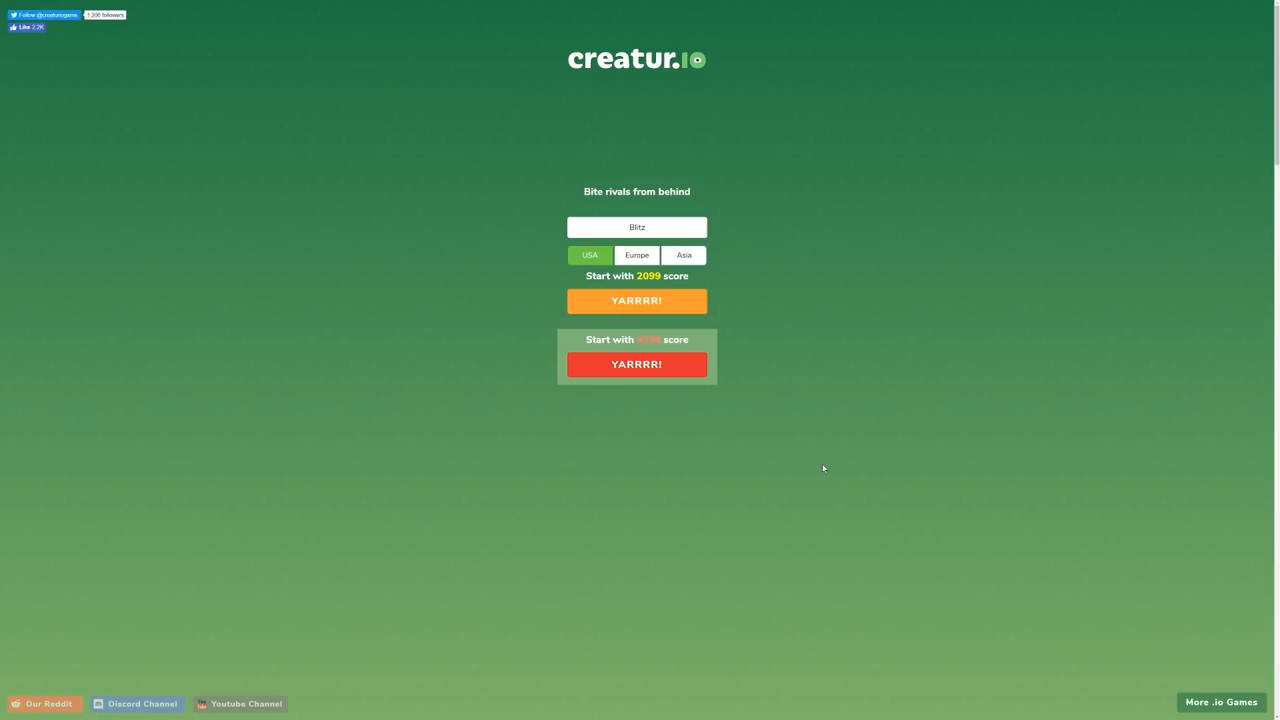 Follow @creaturiogame
1,206 followers
Like 2.2K
creatur.io
Bite rivals from behind
Blitz
USA
Europe
Asia
Start with 2099 score
YARRRR!
Start with score
YARRRR!
Our Reddit
Discord Channel
Youtube Channel
More .io Games